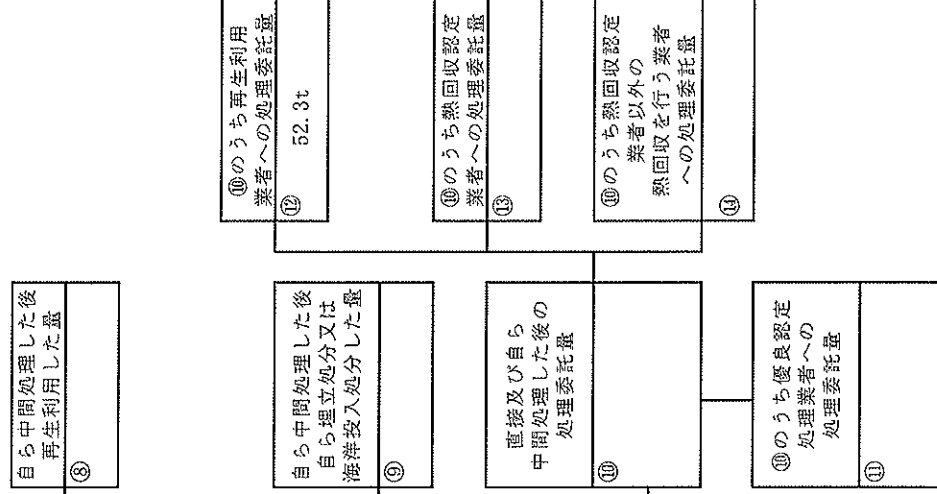 自ら中間処理した後
再生利用した量
⑧
自ら中間処理した後
自ら埋立処分又は
海洋投入処分した量
⑨
直接及び自ら
中間処理した後の
処理委託量
⑩
⑩のうち優良認定
処理業者への
処理委託量
⑪
⑩のうち再生利用
業者への処理委託量
⑫
52.3t
⑩のうち熱回収認定
業者への処理委託量
⑬
⑩のうち熱回収認定
業者以外の
熱回収を行う業者
への処理委託量
⑭